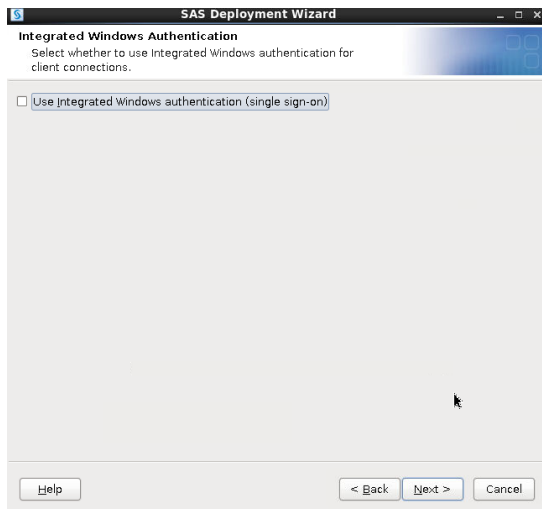 SAS Deployment Wizard
Integrated Windows Authentication
Select whether to use Integrated Windows authentication for
client connections.
Use Integrated Windows authentication (single sign-on)
Help
< Back
Next >
Cancel